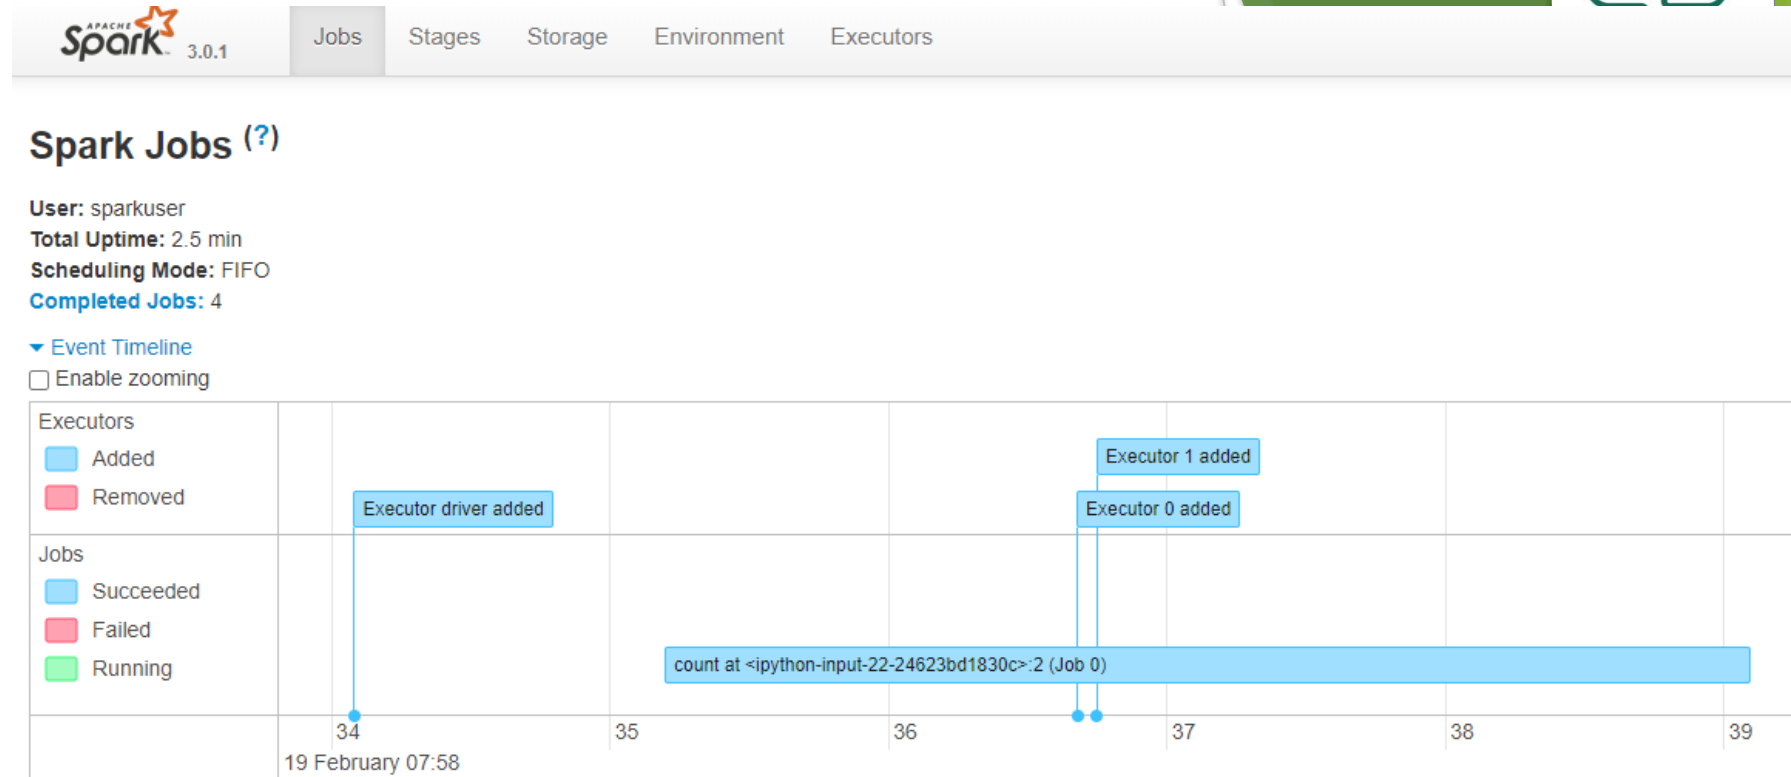 APACHE
Spark 3.0.1 Jobs Stages Storage Environment Executors
Spark Jobs (?)
User: sparkuser
Total Uptime: 2.5 min
Scheduling Mode: FIFO
Completed Jobs: 4
Event Timeline
Enable zooming
Executors
Added
Removed
Executor driver added
Executor 1 added
Executor 0 added
Jobs
Succeeded
Failed
Running
count at <ipython-input-22-24623bd1830c>:2 (Job 0)
34 35 36 37 38 39
19 February 07:58